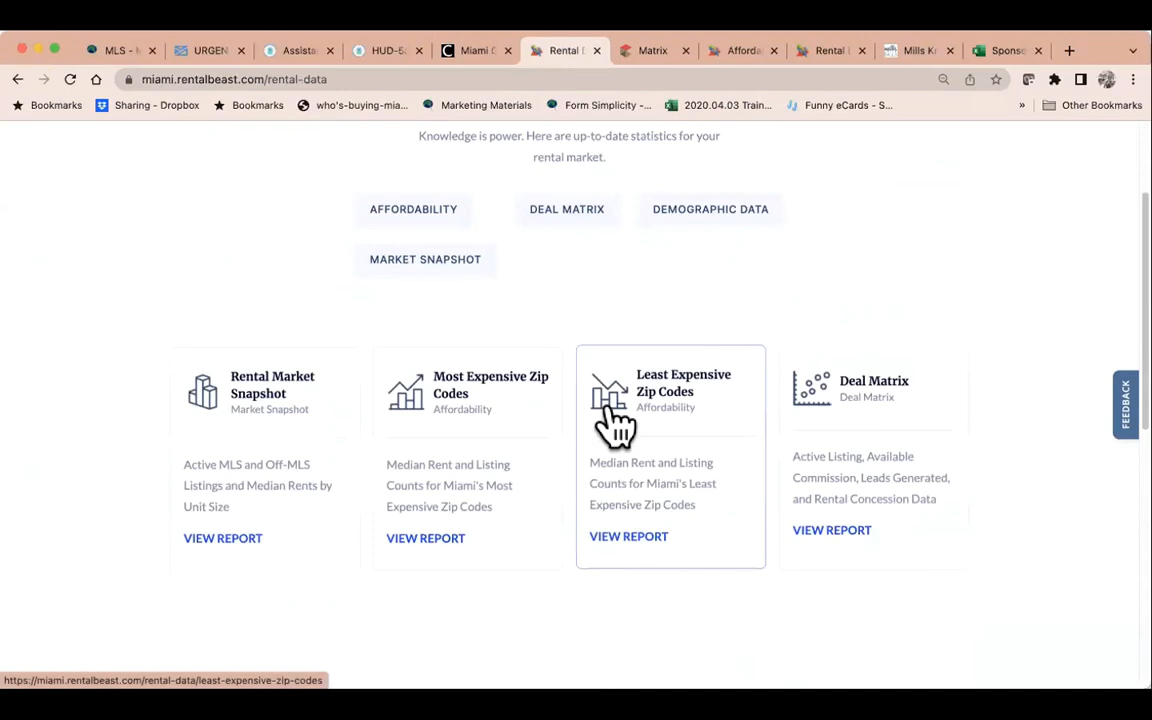 MLS - M
URGEN
Assista
HUD-52
Miami D
Rental B
Matrix
Afforda
Rental L
Mills Kn
Sponso
miami.rentalbeast.com/rental-data
Bookmarks
Sharing - Dropbox
Bookmarks
who's-buying-mia...
Marketing Materials
Form Simplicity -...
2020.04.03 Train...
Funny eCards - S...
»
Other Bookmarks
Knowledge is power. Here are up-to-date statistics for your
rental market.
AFFORDABILITY
DEAL MATRIX
DEMOGRAPHIC DATA
MARKET SNAPSHOT
Rental Market
Snapshot
Market Snapshot
Active MLS and Off-MLS
Listings and Median Rents by
Unit Size
VIEW REPORT
Most Expensive Zip
Codes
Affordability
Median Rent and Listing
Counts for Miami's Most
Expensive Zip Codes
VIEW REPORT
Least Expensive
Zip Codes
Affordability
Median Rent and Listing
Counts for Miami's Least
Expensive Zip Codes
VIEW REPORT
Deal Matrix
Deal Matrix
Active Listing, Available
Commission, Leads Generated,
and Rental Concession Data
VIEW REPORT
FEEDBACK
https://miami.rentalbeast.com/rental-data/least-expensive-zip-codes